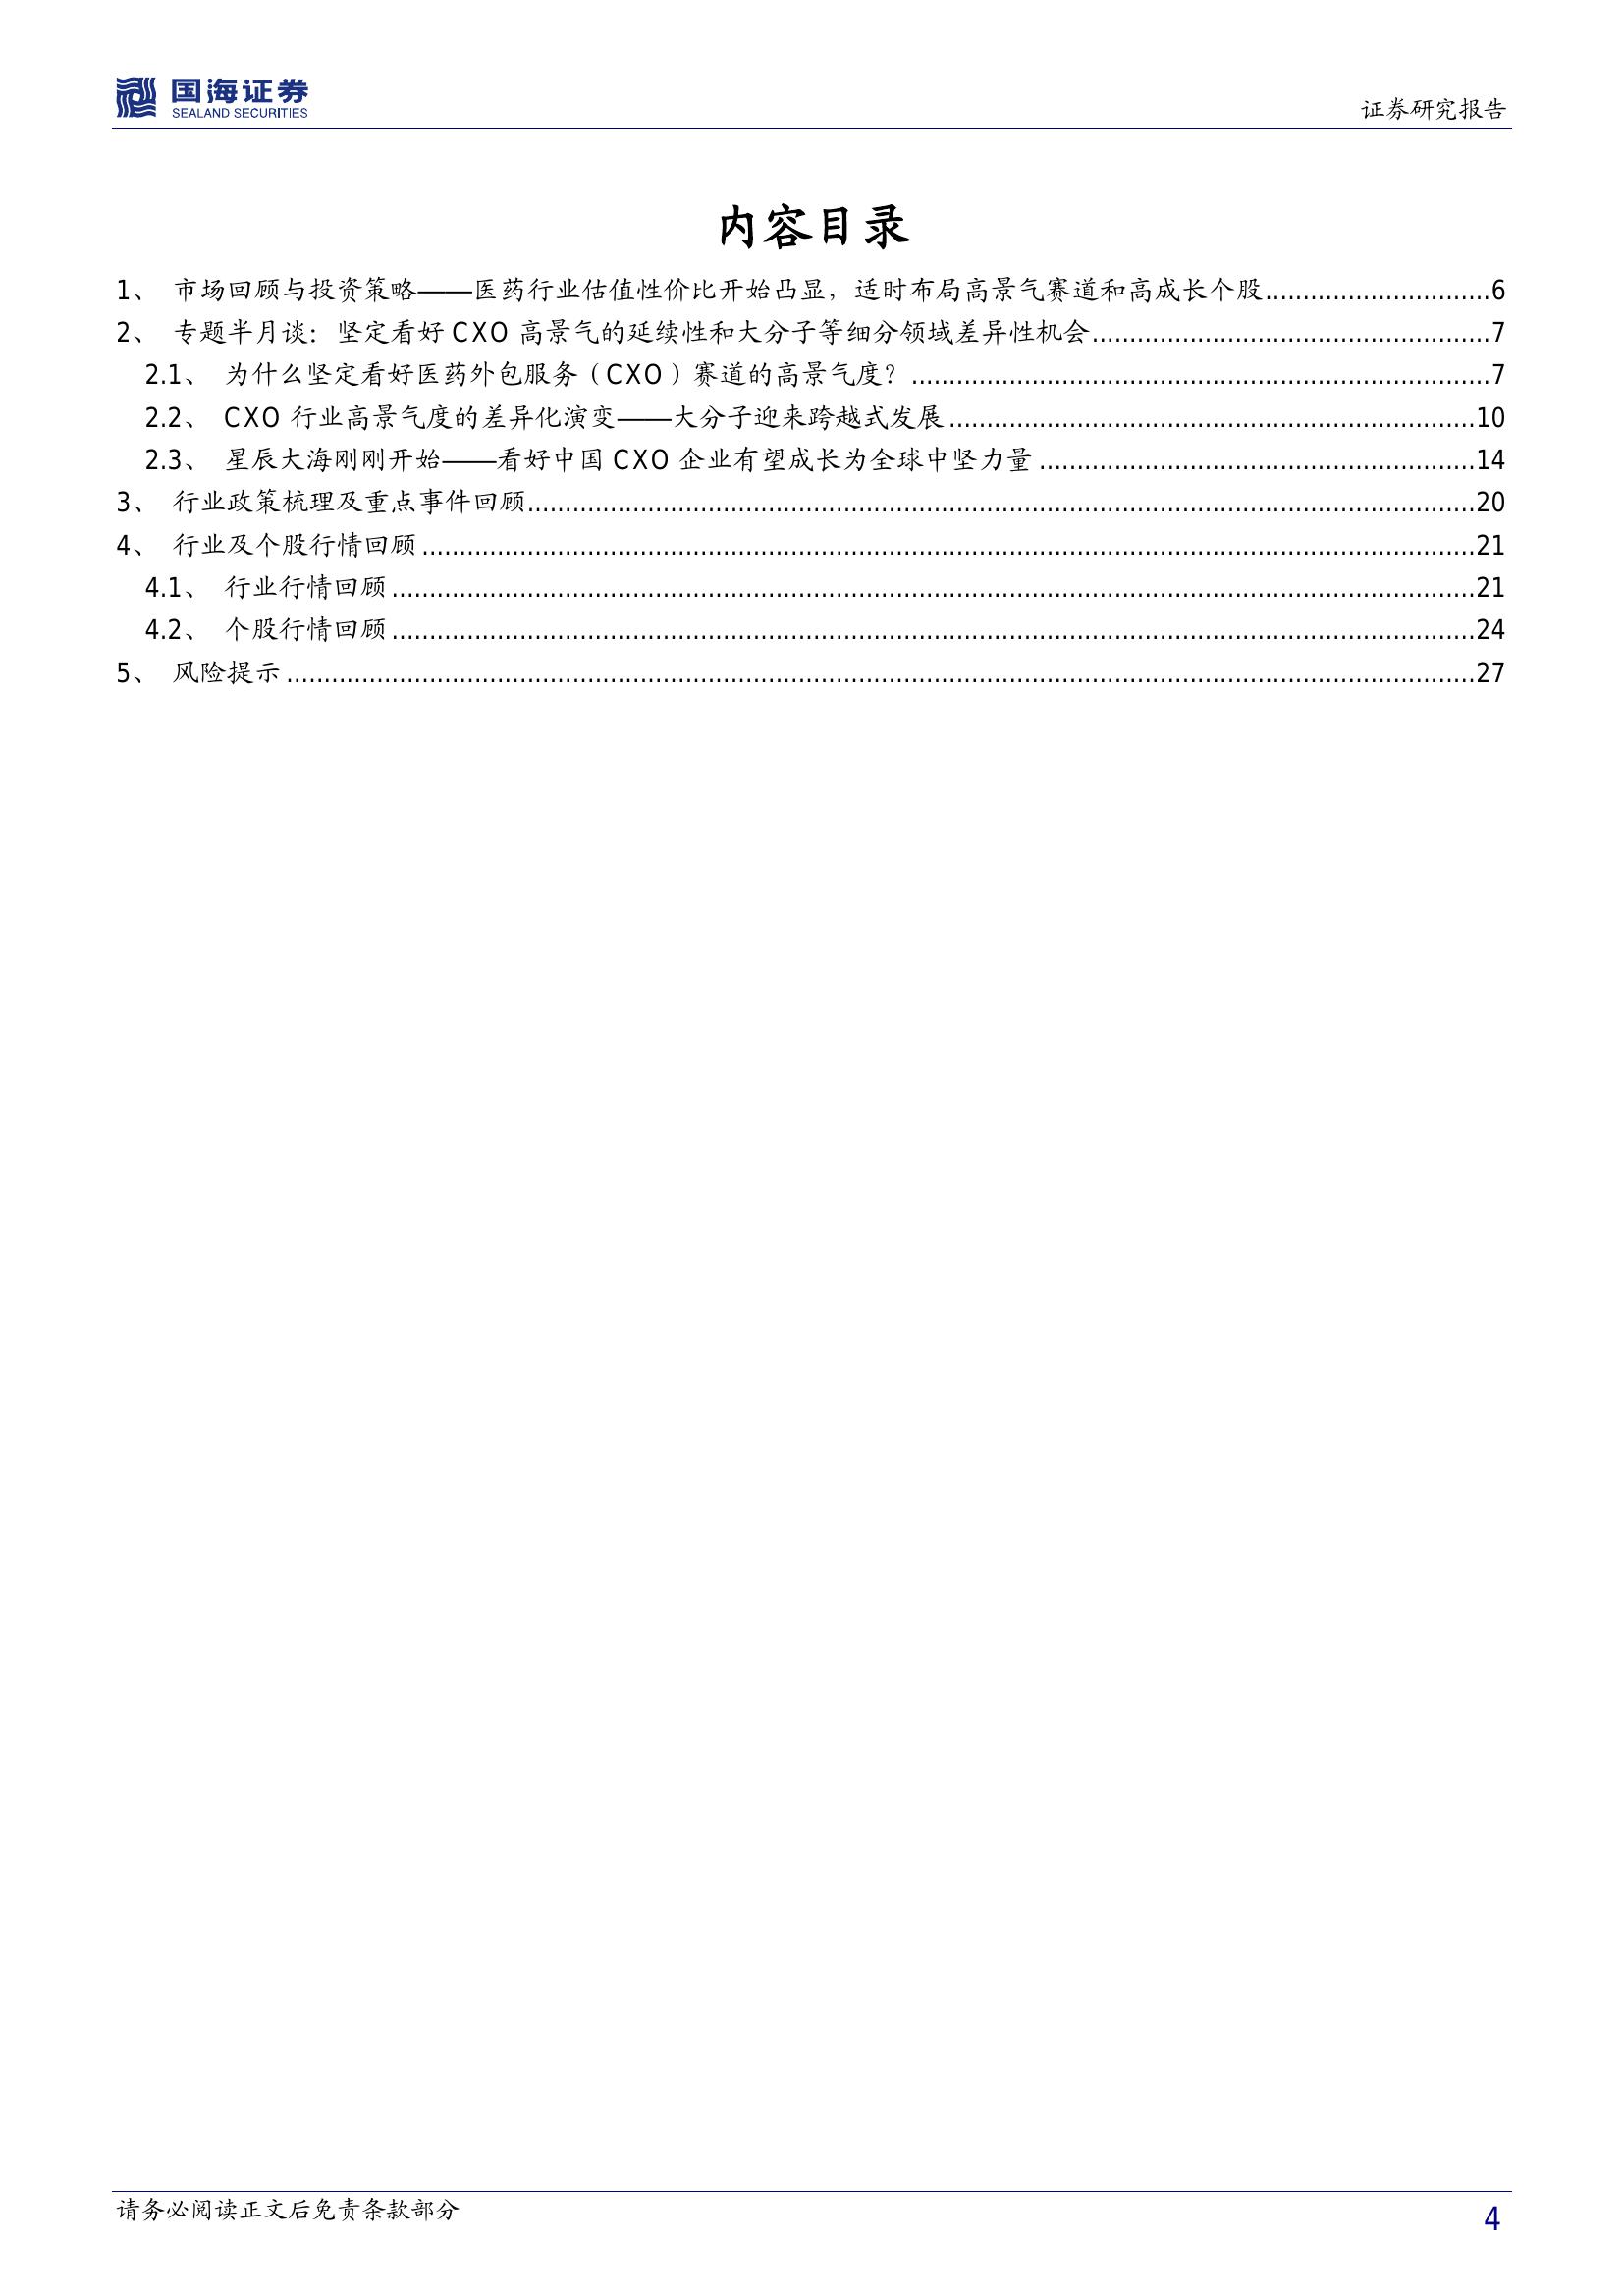 国海证券
SEALAND SECURITIES
证券研究报告
内容目录
1、 市场回顾与投资策略——医药行业估值性价比开始凸显，适时布局高景气赛道和高成长个股..............................6
2、 专题半月谈：坚定看好 CXO 高景气的延续性和大分子等细分领域差异性机会.....................................................7
2.1、 为什么坚定看好医药外包服务（CXO）赛道的高景气度？.............................................................................7
2.2、 CXO 行业高景气度的差异化演变——大分子迎来跨越式发展......................................................................10
2.3、 星辰大海刚刚开始——看好中国 CXO 企业有望成长为全球中坚力量..........................................................14
3、 行业政策梳理及重点事件回顾..............................................................................................................................20
4、 行业及个股行情回顾............................................................................................................................................21
4.1、 行业行情回顾................................................................................................................................................21
4.2、 个股行情回顾................................................................................................................................................24
5、 风险提示..............................................................................................................................................................27
请务必阅读正文后免责条款部分
4